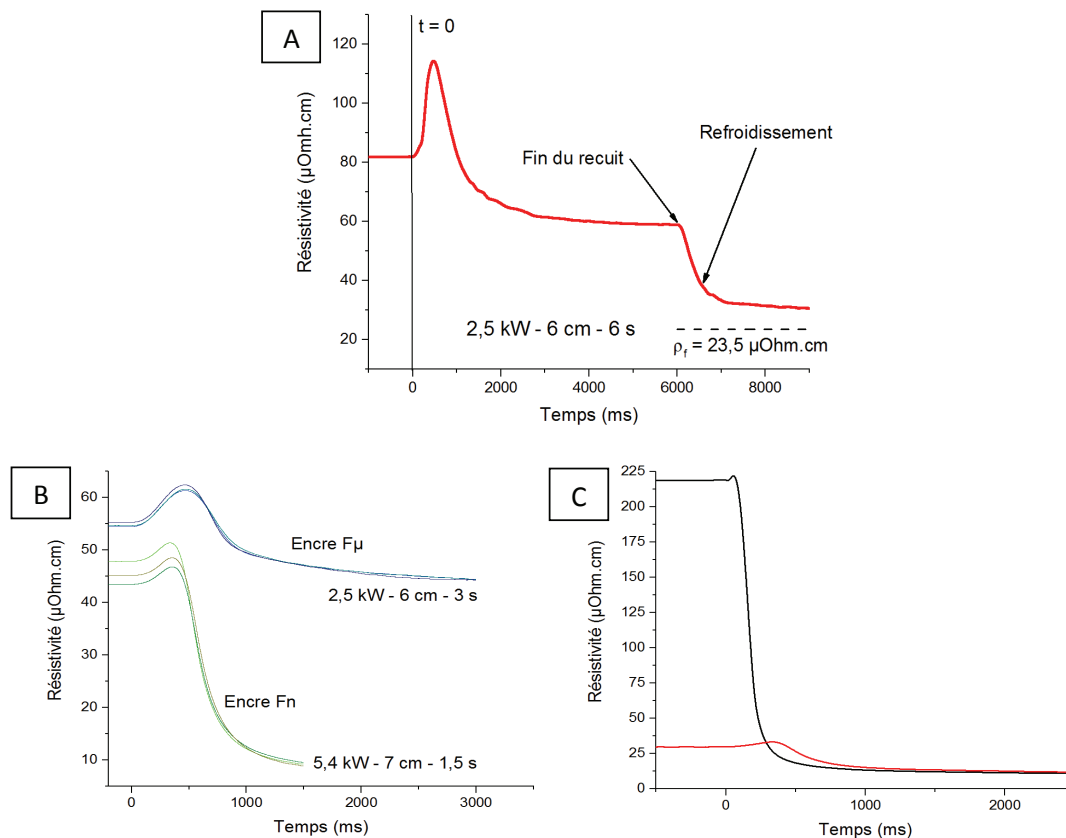 A
t = 0
120
100
80
60
40
20
Résistivité (µOmh.cm)
Fin du recuit
Refroidissement
2,5 kW - 6 cm - 6 s
ρf = 23,5 µOhm.cm
0
2000
4000
6000
8000
Temps (ms)
B
60
50
40
30
20
10
Résistivité (µOhm.cm)
Encre Fµ
2,5 kW - 6 cm - 3 s
Encre Fn
5,4 kW - 7 cm - 1,5 s
0
1000
2000
3000
Temps (ms)
C
225
200
175
150
125
100
75
50
25
0
Résistivité (µOhm.cm)
0
1000
2000
Temps (ms)